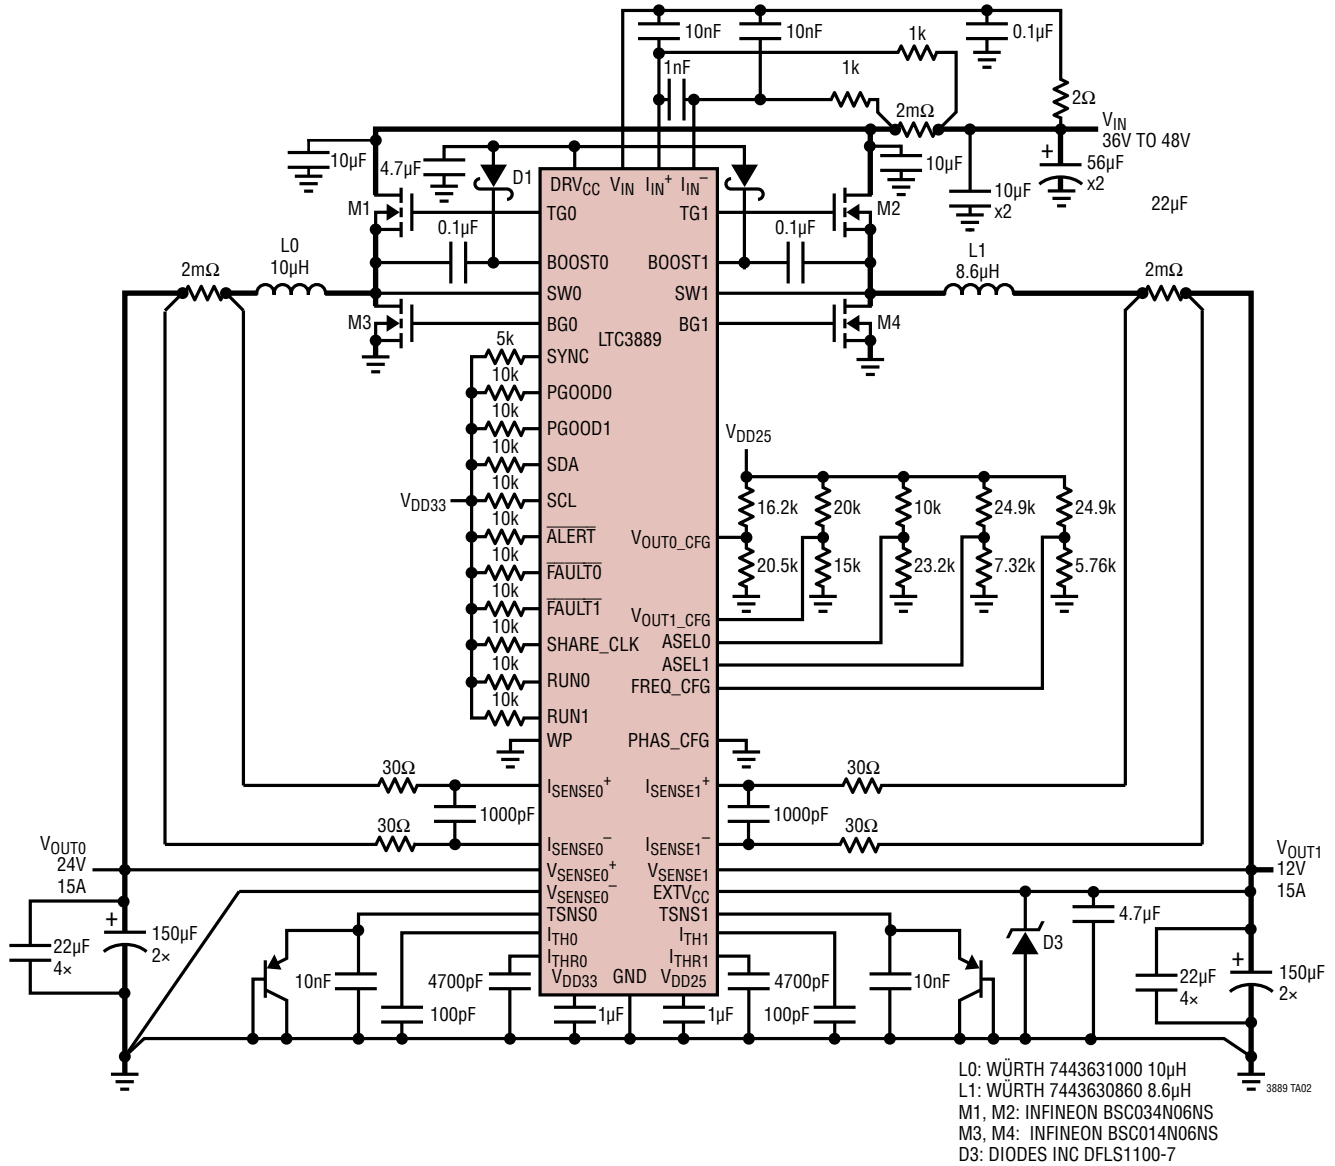 10nF
10nF
0.1µF
1k
1nF
1k
2Ω
2mΩ
VIN
36V TO 48V
10µF
4.7µF
D1
DRVCC
VIN
IIN+
IIN–
10µF
10µF
x2
56µF
x2
22µF
M1
TG0
TG1
M2
0.1µF
0.1µF
L0
10µH
BOOST0
BOOST1
L1
8.6µH
2mΩ
2mΩ
SW0
SW1
M3
BG0
BG1
M4
LTC3889
5k
SYNC
10k
PGOOD0
10k
PGOOD1
10k
SDA
10k
VDD33
SCL
10k
ALERT
10k
FAULT0
10k
FAULT1
10k
SHARE_CLK
10k
RUN0
10k
RUN1
WP
VDD25
16.2k
20k
10k
24.9k
24.9k
VOUT0_CFG
20.5k
15k
23.2k
7.32k
5.76k
VOUT1_CFG
ASEL0
ASEL1
FREQ_CFG
PHAS_CFG
30Ω
ISENSE0+
ISENSE1+
30Ω
1000pF
1000pF
30Ω
ISENSE0–
ISENSE1–
30Ω
VOUT0
24V
15A
VSENSE0+
VSENSE1
VOUT1
12V
15A
VSENSE0–
EXTVCC
TSNS0
TSNS1
4.7µF
D3
ITH0
ITH1
ITHR0
ITHR1
VDD33
GND
VDD25
22µF
4×
+
150µF
2×
10nF
4700pF
100pF
1µF
1µF
4700pF
100pF
10nF
22µF
4×
+
150µF
2×
+
3889 TA02
L0: WÜRTH 7443631000 10µH
L1: WÜRTH 7443630860 8.6µH
M1, M2: INFINEON BSC034N06NS
M3, M4: INFINEON BSC014N06NS
D3: DIODES INC DFLS1100-7